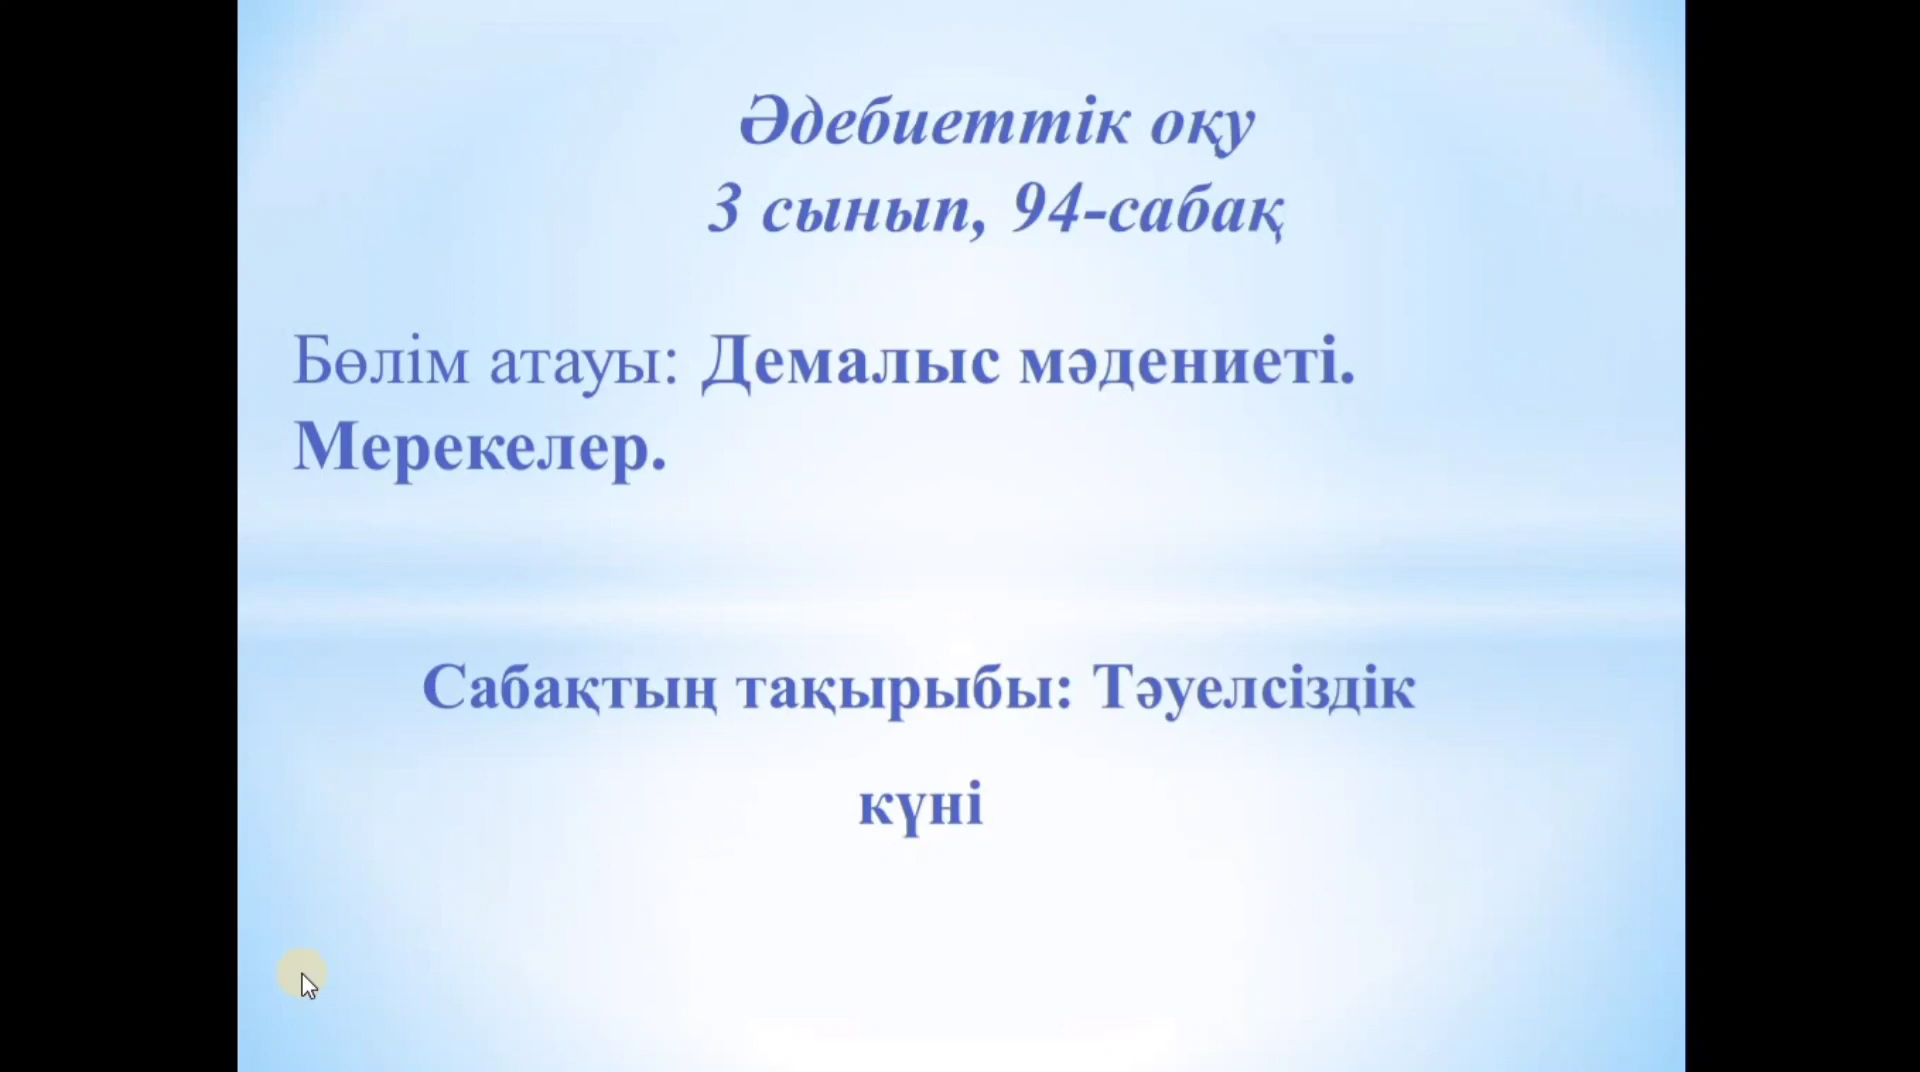 Әдебиеттік оқу
3 сынып, 94-сабақ
Бөлім атауы: Демалыс мәдениеті.
Мерекелер.
Сабақтың тақырыбы: Тәуелсіздік
күні